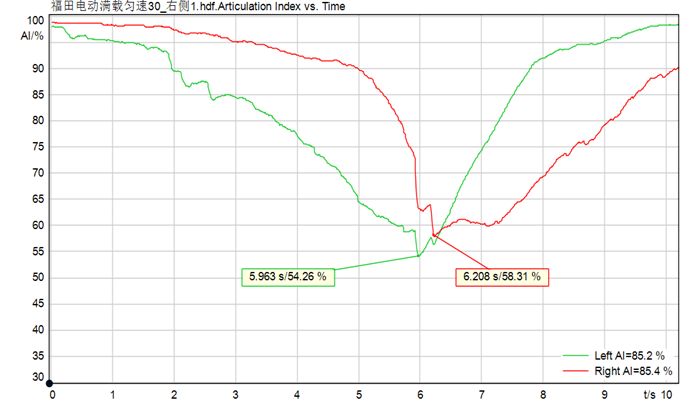 福田电动满载匀速30_右侧1.hdf.Articulation Index vs. Time
100
AI/%
90
85
80
75
70
65
60
55
50
45
40
35
30
5.963 s/54.26 %
6.208 s/58.31 %
Left AI=85.2 %
Right AI=85.4 %
0 1 2 3 4 5 6 7 8 9 t/s 10